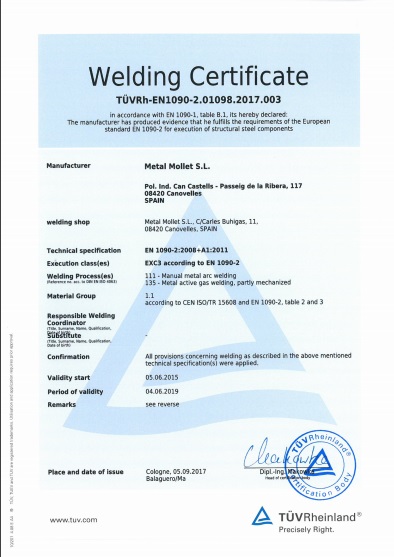 Welding Certificate
TÜVRh-EN1090-2.01098.2017.003
in accordance with EN 1090-1, table B.1, its hereby declared:
The manufacturer has produced evidence that he fulfills the requirements of the European
standard EN 1090-2 for execution of structural steel components
Manufacturer
Metal Mollet S.L.
Pol. Ind. Can Castells - Passeig de la Ribera, 117
08420 Canovelles
SPAIN
welding shop
Metal Mollet S.L., C/Carles Buhigas, 11,
08420 Canovelles, SPAIN
Technical specification
EN 1090-2:2008+A1:2011
Execution class(es)
EXC3 according to EN 1090-2
Welding Process(es)
(Reference no. acc. to DIN EN ISO 4063)
111 - Manual metal arc welding
135 - Metal active gas welding, partly mechanized
Material Group
1.1
according to CEN ISO/TR 15608 and EN 1090-2, table 2 and 3
Responsible Welding
Coordinator
(Title, Surname, Name, Qualification,
Date of Birth)
Substitute
(Title, Surname, Name, Qualification,
Date of Birth)
-
Confirmation
All provisions concerning welding as described in the above mentioned
technical specification(s) were applied.
Validity start
05.06.2015
Period of validity
04.06.2019
Remarks
see reverse
Place and date of issue
Cologne, 05.09.2017
Balaguero/Ma
Dipl.-Ing.
Head of certification body
TÜVRheinland®
Certification Body
www.tuv.com
TÜVRheinland®
Precisely Right.